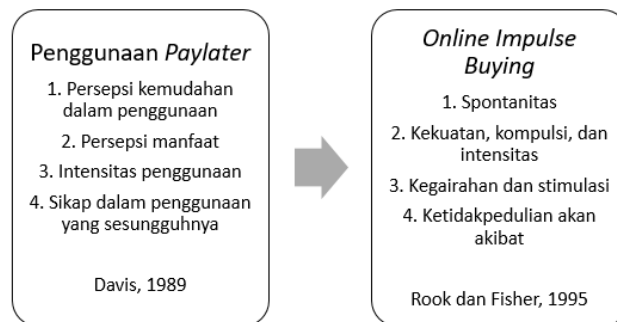 Penggunaan Paylater
1. Persepsi kemudahan
dalam penggunaan
2. Persepsi manfaat
3. Intensitas penggunaan
4. Sikap dalam penggunaan
yang sesungguhnya
Davis, 1989
Online Impulse
Buying
1. Spontanitas
2. Kekuatan, kompulsi, dan
intensitas
3. Kegairahan dan stimulasi
4. Ketidakpedulian akan
akibat
Rook dan Fisher, 1995